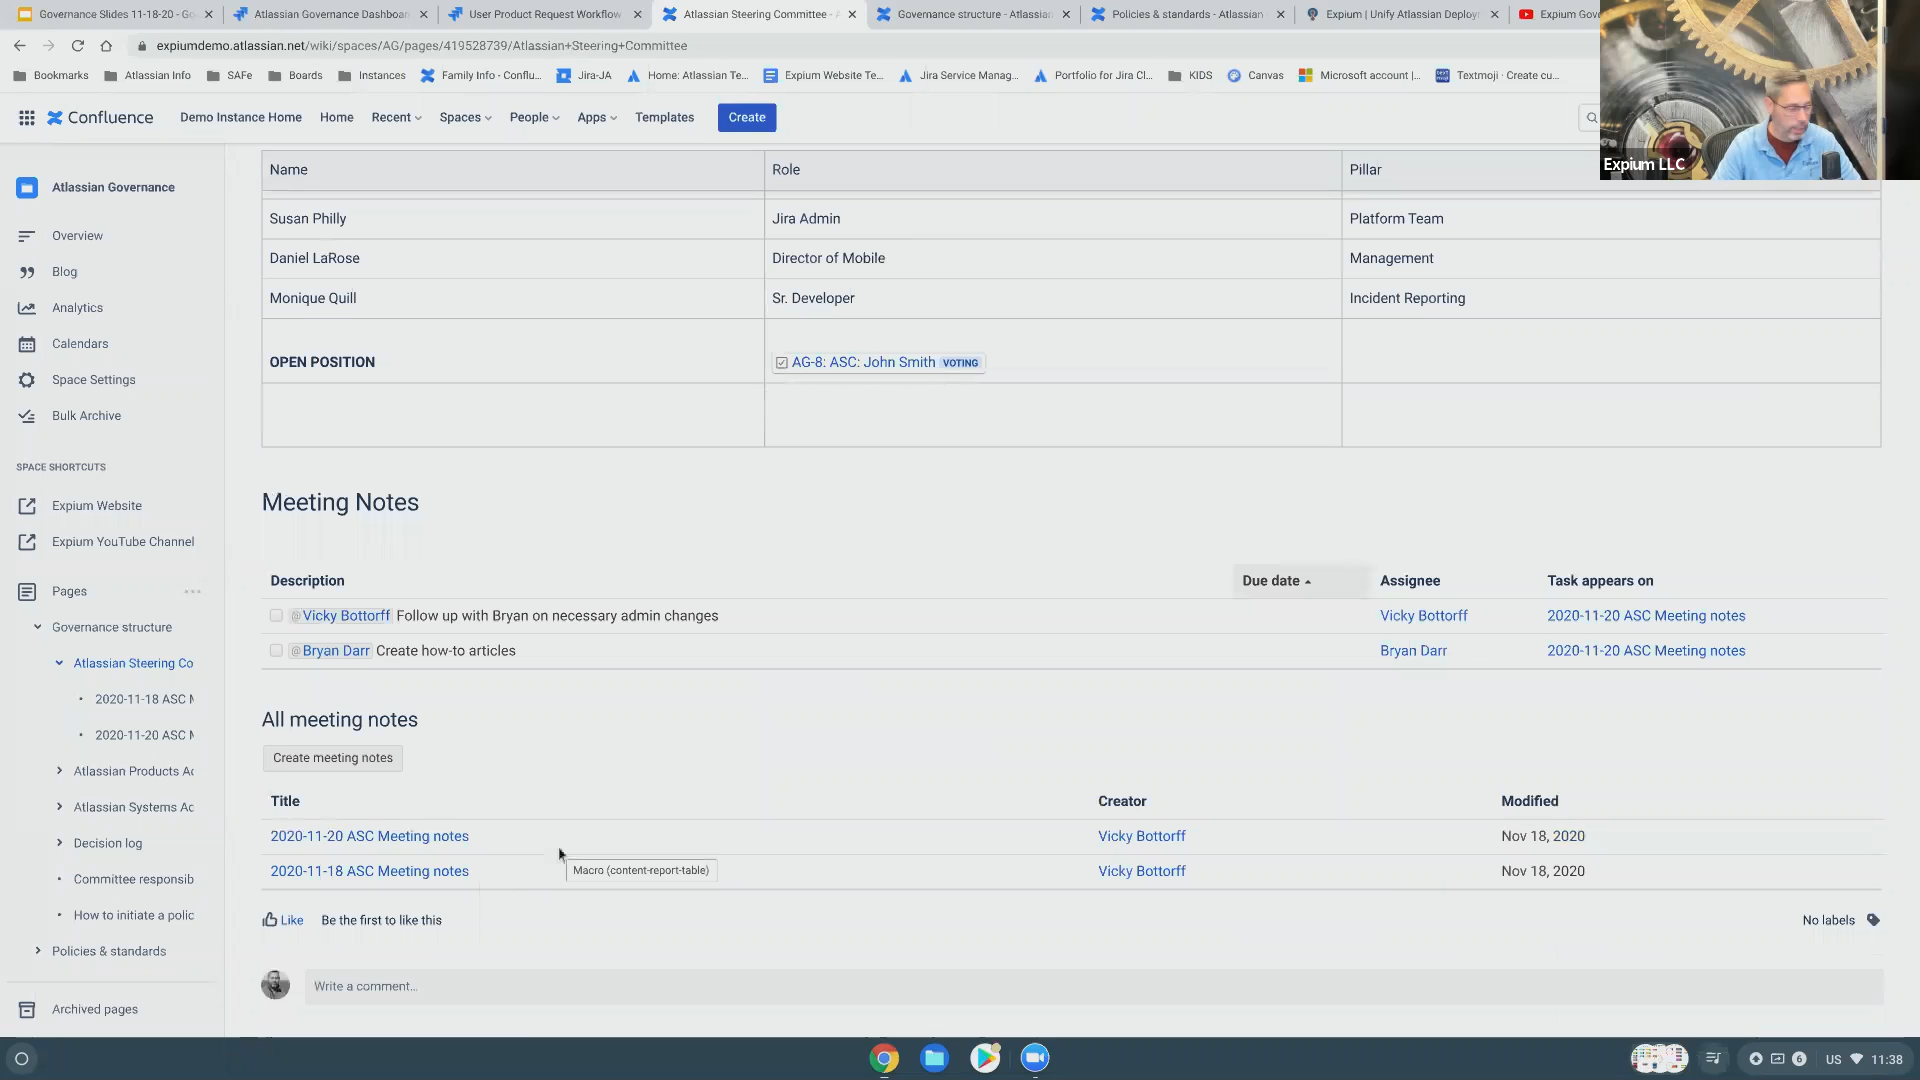 Governance Slides 11-18-20 - Go
Atlassian Governance Dashboar
User Product Request Workflow
Atlassian Steering Committee -
Governance structure - Atlassian
Policies & standards - Atlassian
Expium | Unify Atlassian Deploy
Expium Gov
expiumdemo.atlassian.net/wiki/spaces/AG/pages/419528739/Atlassian+Steering+Committee
Bookmarks
Atlassian Info
SAFe
Boards
Instances
Family Info - Conflu...
Jira-JA
Home: Atlassian Te...
Expium Website Te...
Jira Service Manag...
Portfolio for Jira Cl...
KIDS
Canvas
Microsoft account |...
Textmoji · Create cu...
Confluence
Demo Instance Home
Home
Recent
Spaces
People
Apps
Templates
Create
Expium LLC
Atlassian Governance
Overview
Blog
Analytics
Calendars
Space Settings
Bulk Archive
SPACE SHORTCUTS
Expium Website
Expium YouTube Channel
Pages
Governance structure
Atlassian Steering Co
2020-11-18 ASC M
2020-11-20 ASC M
Atlassian Products Ac
Atlassian Systems Ac
Decision log
Committee responsib
How to initiate a polic
Policies & standards
Archived pages
Name Role Pillar
Susan Philly Jira Admin Platform Team
Daniel LaRose Director of Mobile Management
Monique Quill Sr. Developer Incident Reporting
OPEN POSITION AG-8: ASC: John Smith VOTING
Meeting Notes
Description Due date Assignee Task appears on
@Vicky Bottorff Follow up with Bryan on necessary admin changes Vicky Bottorff 2020-11-20 ASC Meeting notes
@Bryan Darr Create how-to articles Bryan Darr 2020-11-20 ASC Meeting notes
All meeting notes
Create meeting notes
Title Creator Modified
2020-11-20 ASC Meeting notes Vicky Bottorff Nov 18, 2020
Macro (content-report-table)
2020-11-18 ASC Meeting notes Vicky Bottorff Nov 18, 2020
Like Be the first to like this No labels
Write a comment...
6 US 11:38